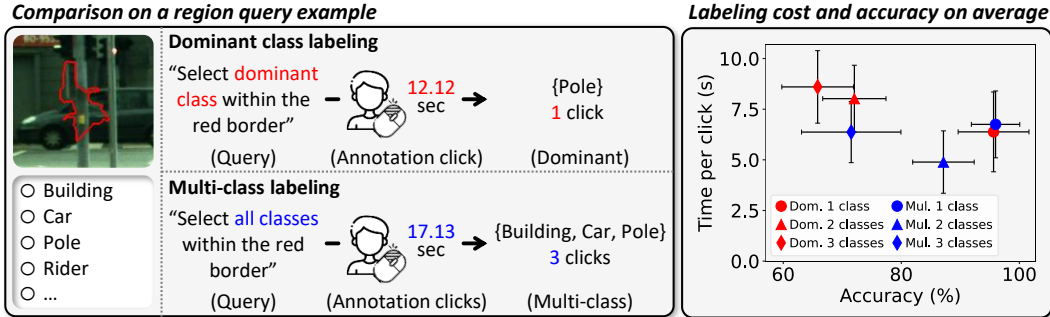 Comparison on a region query example
Labeling cost and accuracy on average
Building
Car
Pole
Rider
...
Dominant class labeling
“Select dominant
class within the
red border”
(Query)
12.12
sec
(Annotation click)
{Pole}
1 click
(Dominant)
Multi-class labeling
“Select all classes
within the red
border”
(Query)
17.13
sec
(Annotation clicks)
{Building, Car, Pole}
3 clicks
(Multi-class)
Time per click (s)
10.0
7.5
5.0
2.5
0.0
Dom. 1 class
Dom. 2 classes
Dom. 3 classes
Mul. 1 class
Mul. 2 classes
Mul. 3 classes
60
80
100
Accuracy (%)